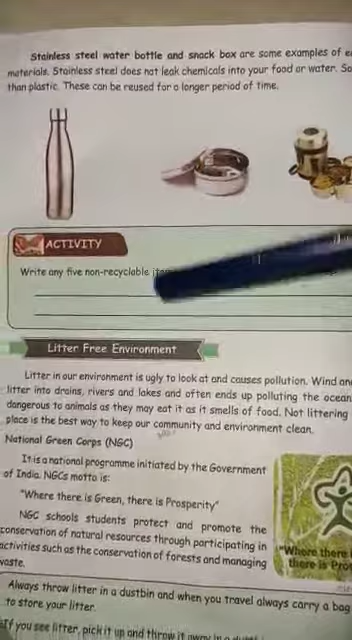 Stainless steel water bottle and snack box are some examples of
materials. Stainless steel does not leak chemicals into your food or water. So
than plastic. These can be reused for a longer period of time.
ACTIVITY
Write any five non-recyclable
Litter Free Environment
Litter in our environment is ugly to look at and causes pollution. Wind and
litter into drains, rivers and lakes and often ends up polluting the ocean
dangerous to animals as they may eat it as it smells of food. Not littering
place is the best way to keep our community and environment clean.
National Green Corps (NGC)
It is a national programme initiated by the Government
of India. NGCs motto is:
"Where there is Green, there is Prosperity"
NGC schools students protect and promote the
conservation of natural resources through participating in
activities such as the conservation of forests and managing
waste.
"Where there
there is
Always throw litter in a dustbin and when you travel always carry a bag
to store your litter.
If you see litter, pick it up and throw it away in a